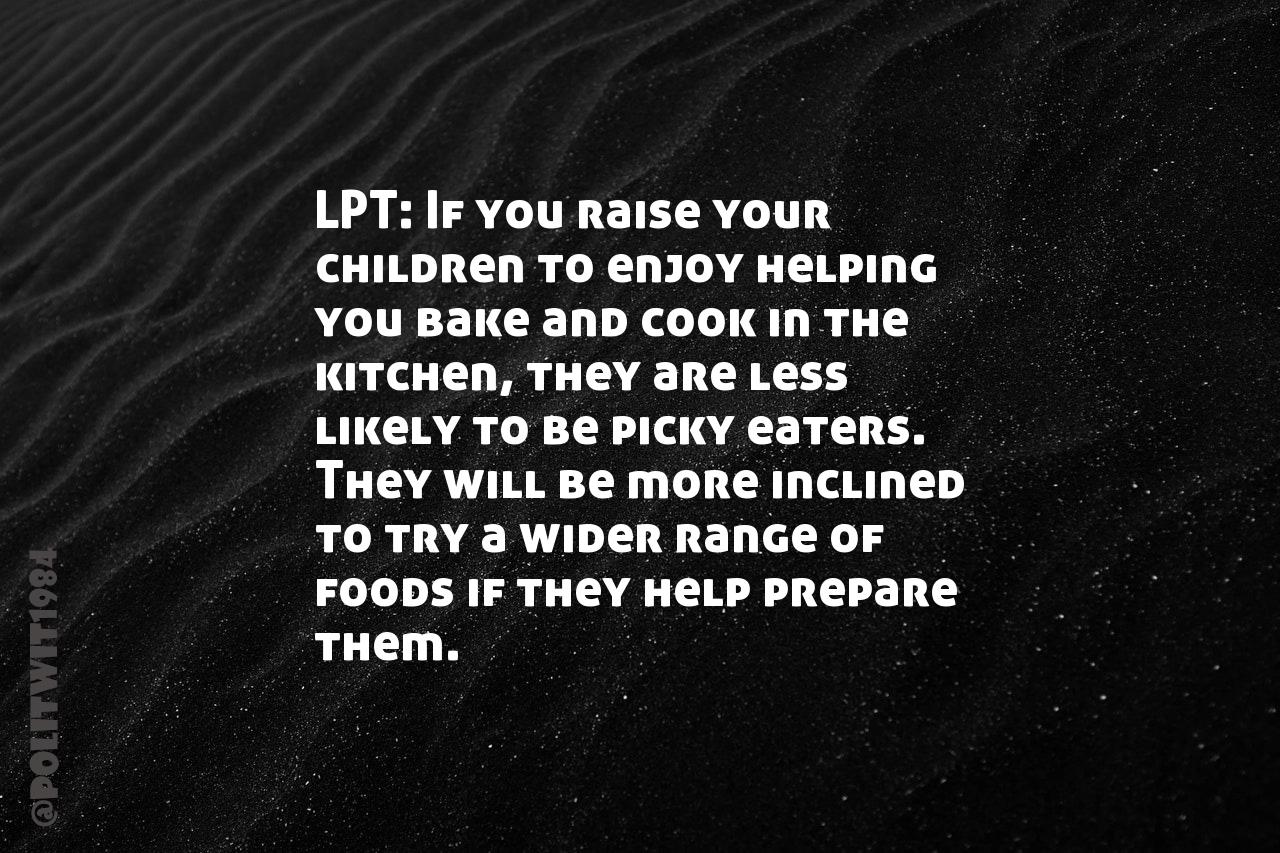 LPT: If you raise your
children to enjoy helping
you bake and cook in the
kitchen, they are less
likely to be picky eaters.
They will be more inclined
to try a wider range of
foods if they help prepare
them.
@politwit1984